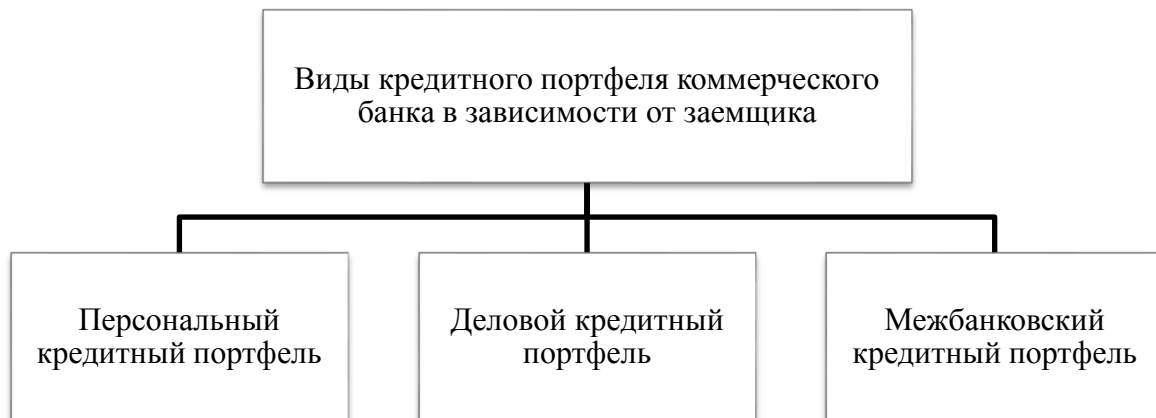 Виды кредитного портфеля коммерческого
банка в зависимости от заемщика
Персональный
кредитный портфель
Деловой кредитный
портфель
Межбанковский
кредитный портфель